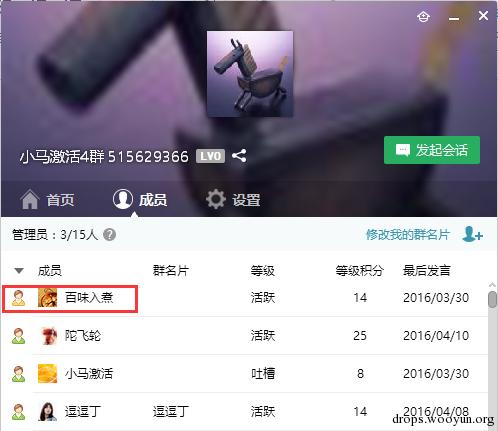 小马激活4群 515629366 LV0
发起会话
首页 成员 设置
管理员：3/15人 ? 修改我的群名片
成员 群名片 等级 等级积分 最后发言
百味入煮 活跃 14 2016/03/30
陀飞轮 活跃 25 2016/04/10
小马激活 吐槽 8 2016/03/30
逗逗丁 逗逗丁 活跃 14 2016/04/08
drops.wooyun.org